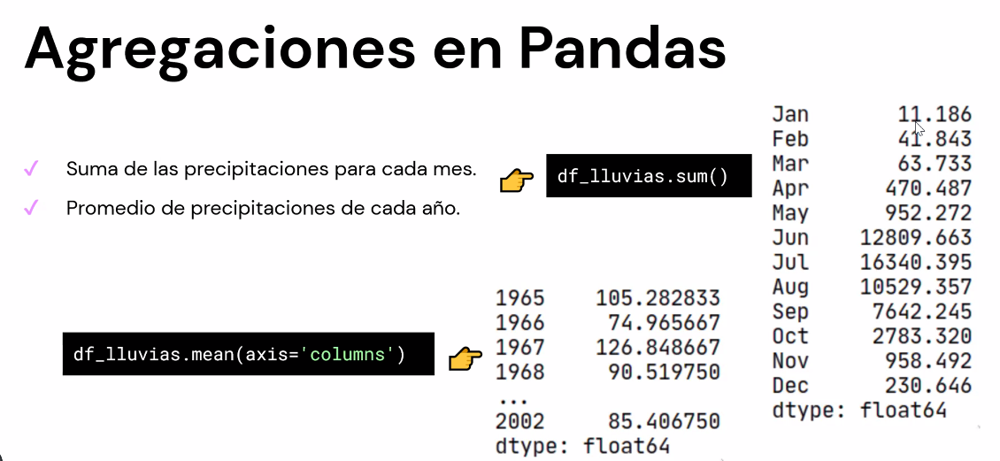 Agregaciones en Pandas
✓ Suma de las precipitaciones para cada mes.
✓ Promedio de precipitaciones de cada año.
df_lluvias.sum()
Jan 11.186
Feb 41.843
Mar 63.733
Apr 470.487
May 952.272
Jun 12809.663
Jul 16340.395
Aug 10529.357
Sep 7642.245
Oct 2783.320
Nov 958.492
Dec 230.646
dtype: float64
df_lluvias.mean(axis='columns')
1965 105.282833
1966 74.965667
1967 126.848667
1968 90.519750
...
2002 85.406750
dtype: float64